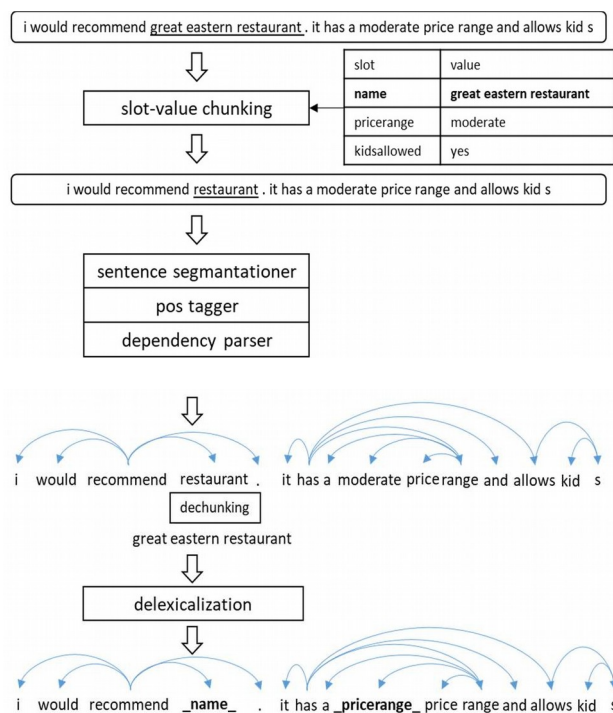 i would recommend great eastern restaurant . it has a moderate price range and allows kid s
slot value
name great eastern restaurant
pricerange moderate
kidsallowed yes
slot-value chunking
i would recommend restaurant . it has a moderate price range and allows kid s
sentence segmantationer
pos tagger
dependency parser
i would recommend restaurant . it has a moderate price range and allows kid s
dechunking
great eastern restaurant
delexicalization
i would recommend _name_ . it has a _pricerange_ price range and allows kid s